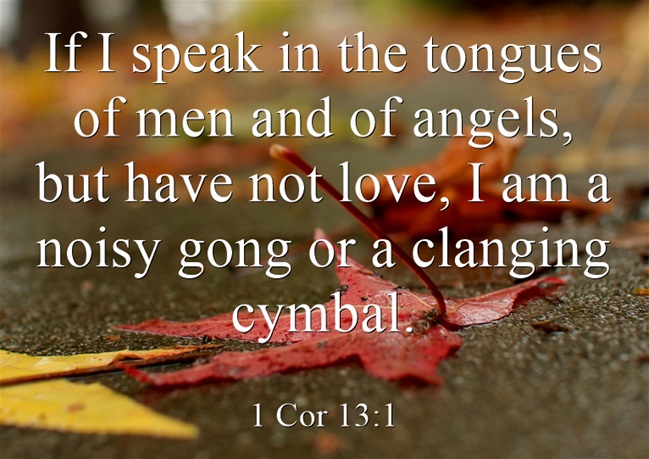 If I speak in the tongues
of men and of angels,
but have not love, I am a
noisy gong or a clanging
cymbal.
1 Cor 13:1